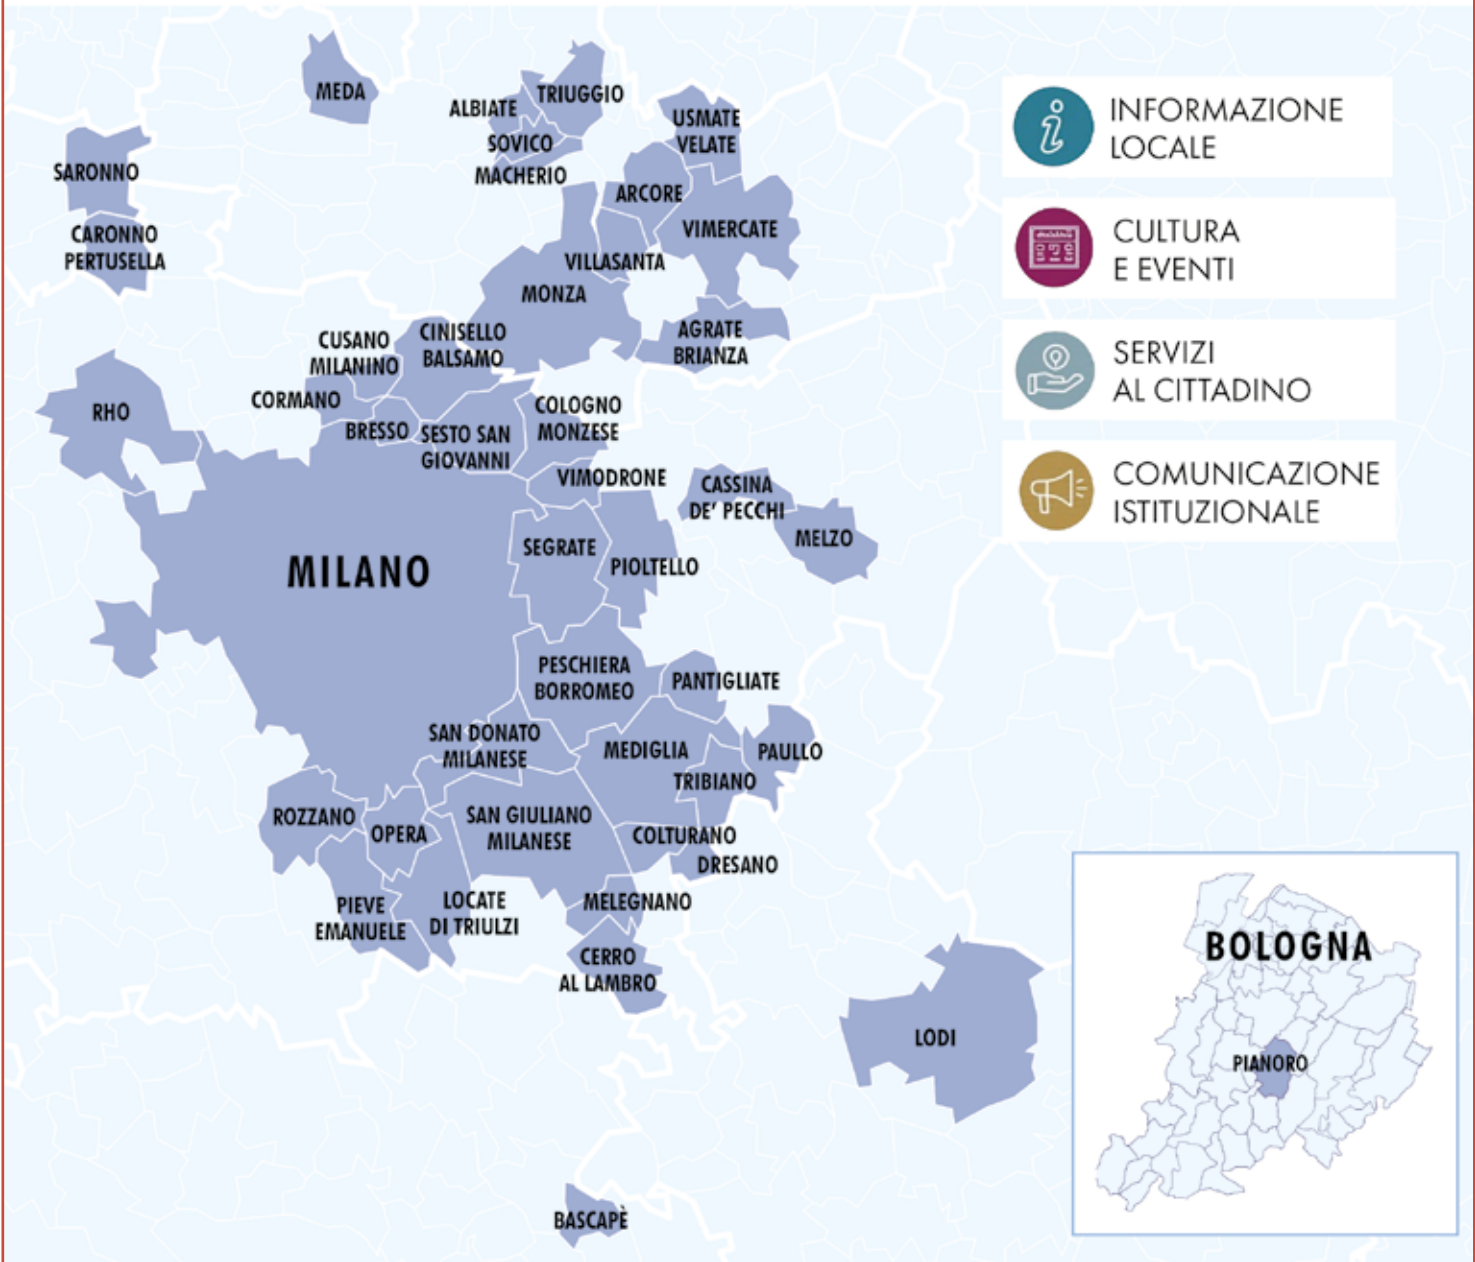 MEDA
ALBIATE
TRIUGGIO
SOVICO
MACHERIO
USMATE
VELATE
SARONNO
CARONNO
PERTUSELLA
ARCORE
VIMERCATE
VILLASANTA
MONZA
AGRATE
BRIANZA
CUSANO
MILANINO
CINISELLO
BALSAMO
RHO
CORMANO
BRESSO
SESTO SAN
GIOVANNI
COLOGNO
MONZESE
VIMODRONE
CASSINA
DE' PECCHI
MELZO
SEGRATE
PIOLTELLO
MILANO
PESCHIERA
BORROMEO
PANTIGLIATE
SAN DONATO
MILANESE
MEDIGLIA
PAULLO
TRIBIANO
ROZZANO
OPERA
SAN GIULIANO
MILANESE
COLTURANO
DRESANO
PIEVE
EMANUELE
LOCATE
DI TRIULZI
MELEGNANO
CERRO
AL LAMBRO
LODI
BASCAPÈ
INFORMAZIONE
LOCALE
CULTURA
E EVENTI
SERVIZI
AL CITTADINO
COMUNICAZIONE
ISTITUZIONALE
BOLOGNA
PIANORO